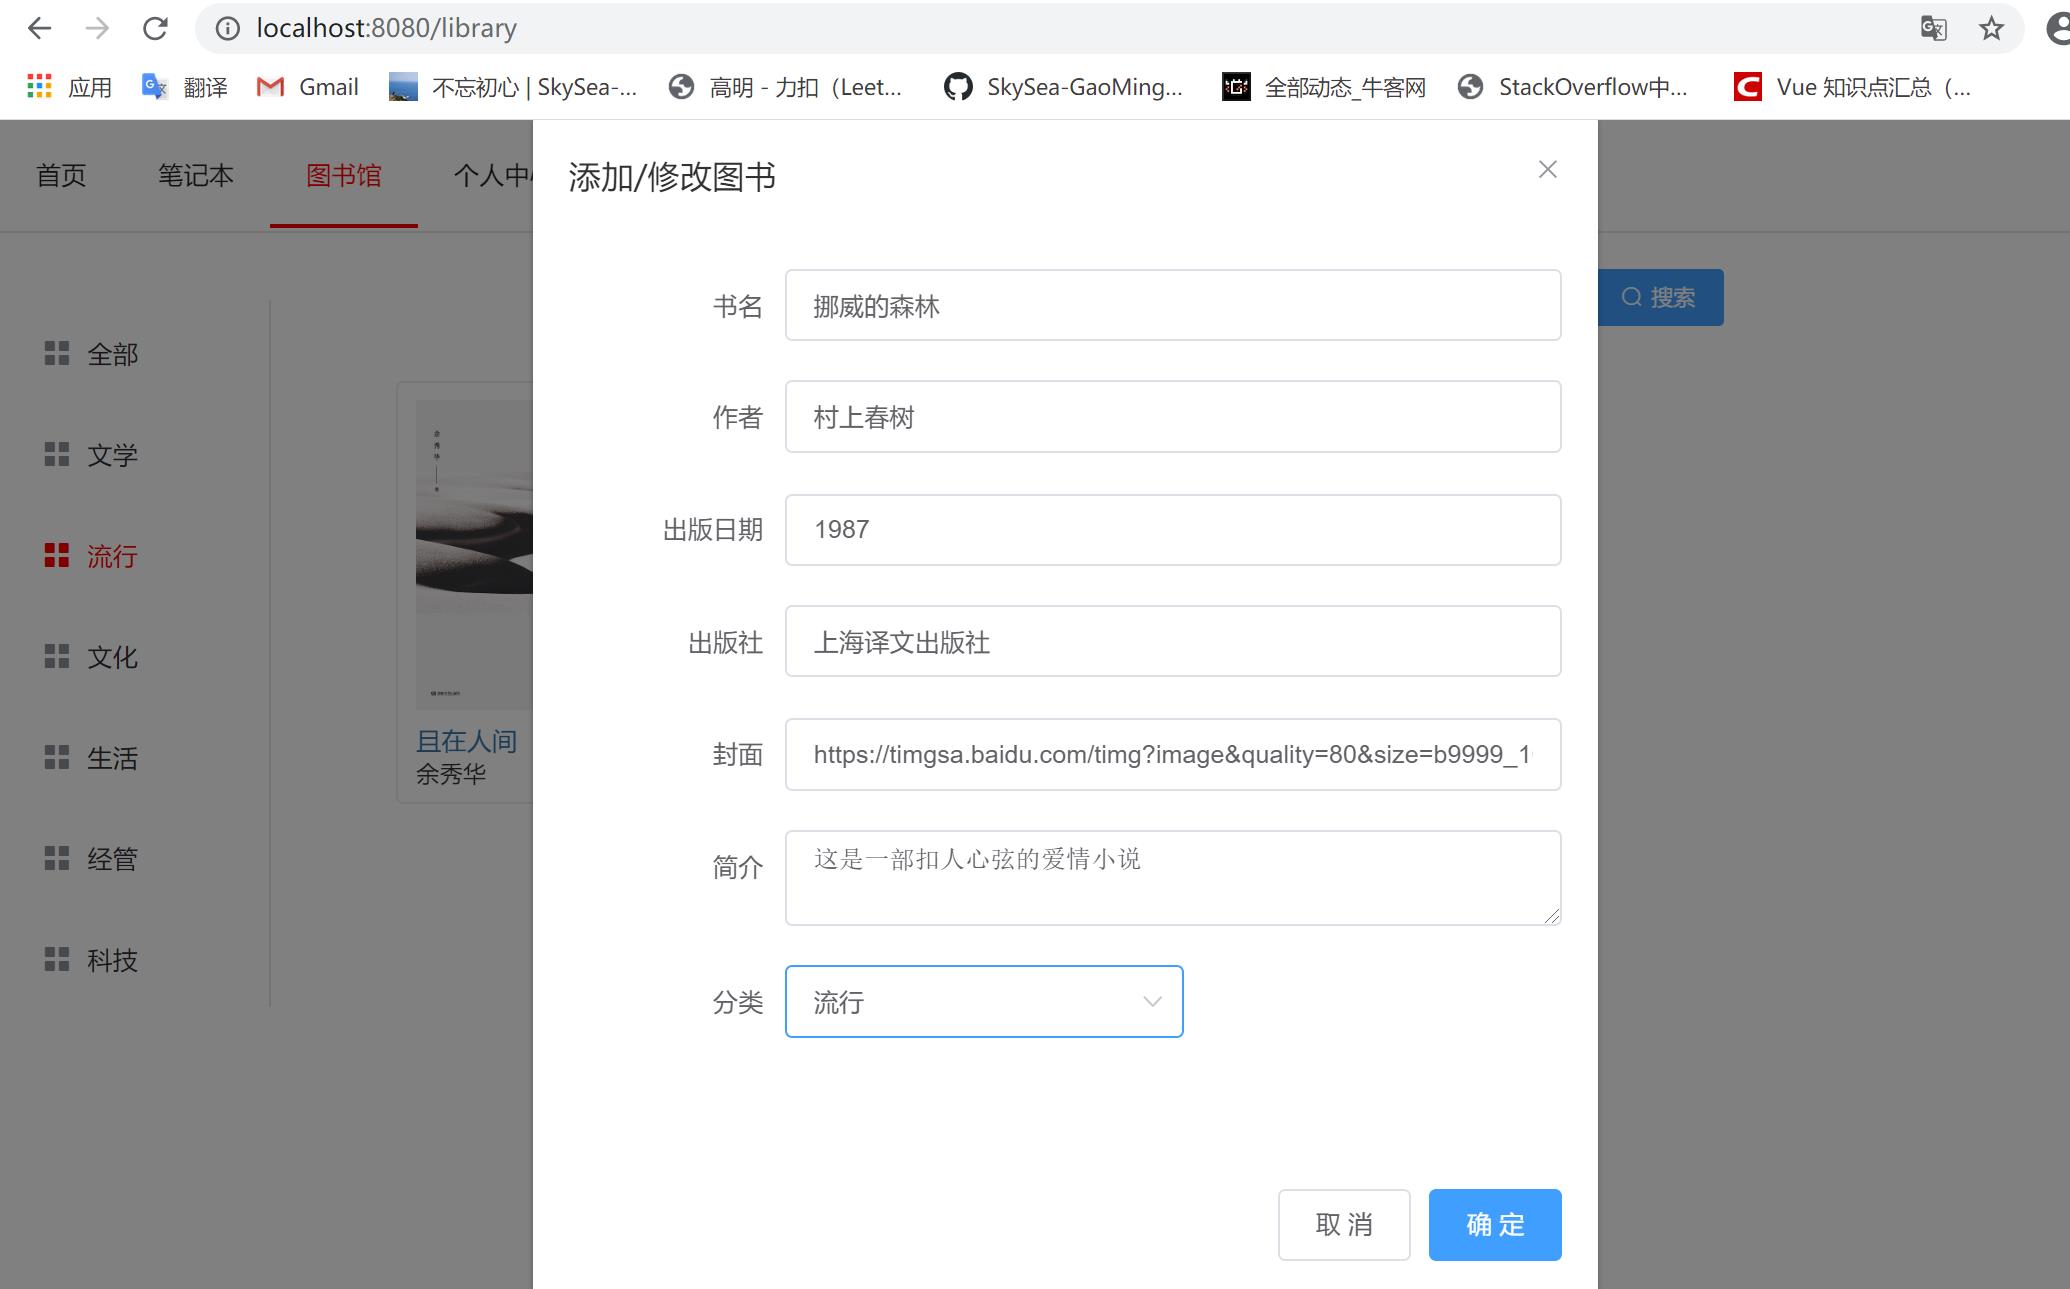 localhost:8080/library
应用 翻译 Gmail 不忘初心 | SkySea-... 高明 - 力扣（Leet... SkySea-GaoMing... 全部动态_牛客网 StackOverflow中... Vue 知识点汇总（...
首页 笔记本 图书馆 个人中
添加/修改图书
搜索
全部
文学
流行
文化
生活
经管
科技
余秀华
且在人间
余秀华
书名 挪威的森林
作者 村上春树
出版日期 1987
出版社 上海译文出版社
封面 https://timgsa.baidu.com/timg?image&quality=80&size=b9999_1
简介 这是一部扣人心弦的爱情小说
分类 流行
取 消 确 定